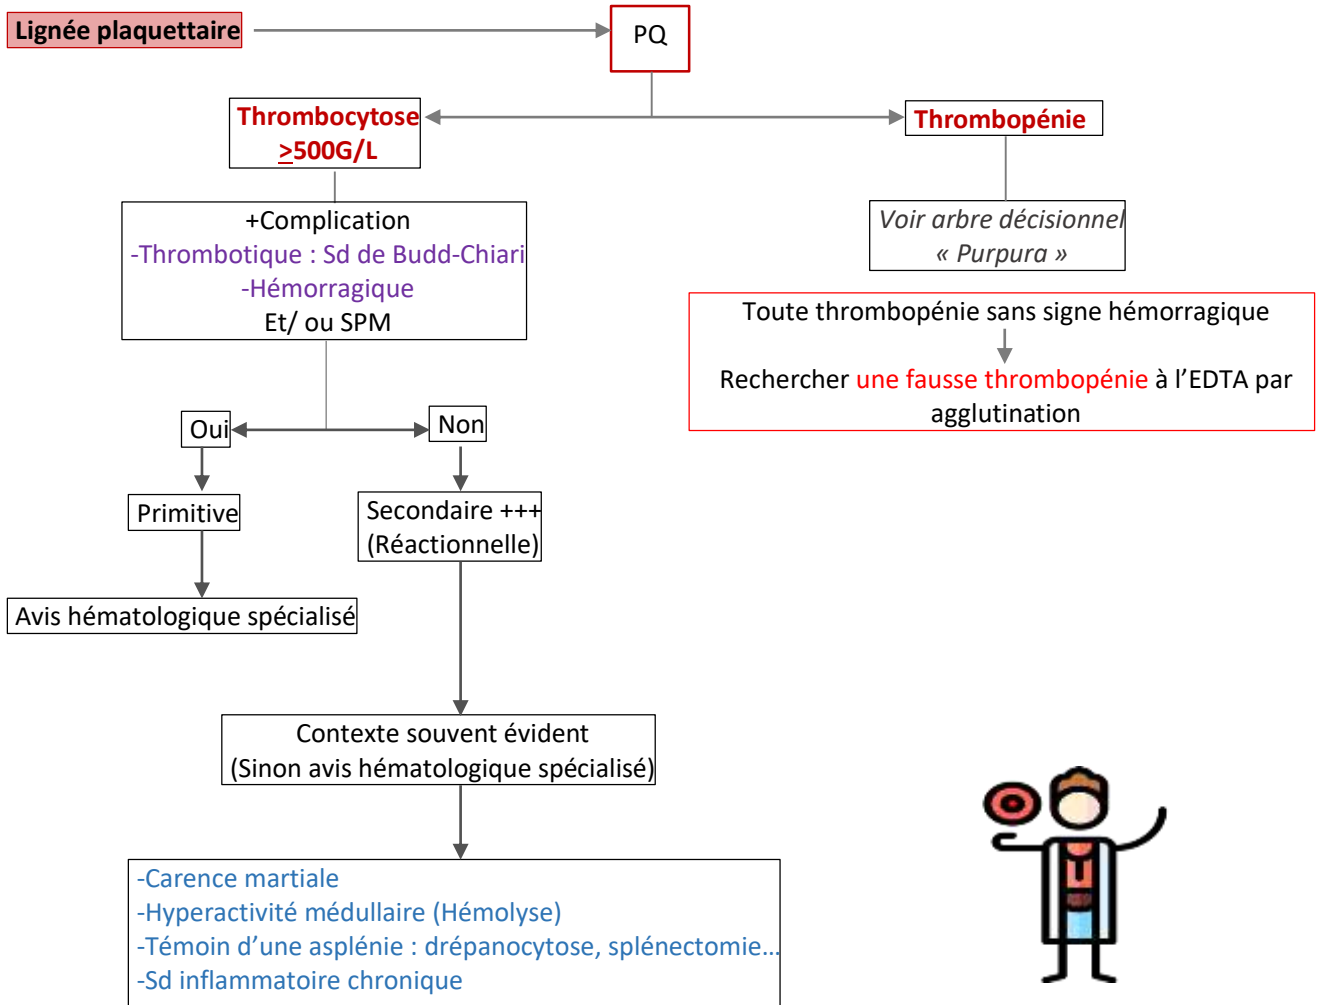 Lignée plaquettaire
PQ
Thrombocytose
≥500G/L
Thrombopénie
+Complication
-Thrombotique : Sd de Budd-Chiari
-Hémorragique
Et/ ou SPM
Voir arbre décisionnel
« Purpura »
Toute thrombopénie sans signe hémorragique
Rechercher une fausse thrombopénie à l’EDTA par
agglutination
Oui
Non
Primitive
Secondaire +++
(Réactionnelle)
Avis hématologique spécialisé
Contexte souvent évident
(Sinon avis hématologique spécialisé)
-Carence martiale
-Hyperactivité médullaire (Hémolyse)
-Témoin d’une asplénie : drépanocytose, splénectomie…
-Sd inflammatoire chronique